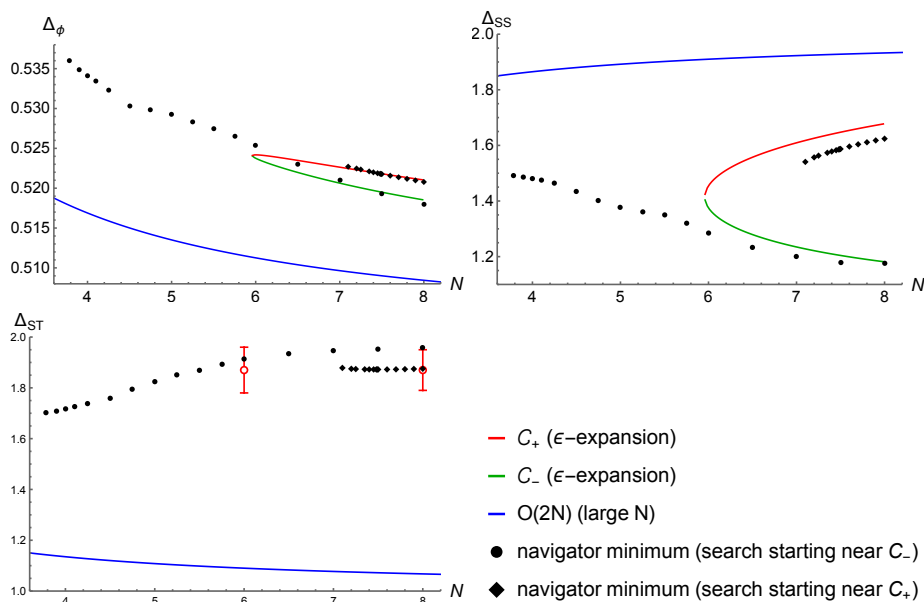 Δϕ
0.535
0.530
0.525
0.520
0.515
0.510
4 5 6 7 8 N
ΔSS
2.0
1.8
1.6
1.4
1.2
4 5 6 7 8 N
ΔST
2.0
1.8
1.6
1.4
1.2
1.0
4 5 6 7 8 N
C+ (ϵ−expansion)
C− (ϵ−expansion)
O(2N) (large N)
navigator minimum (search starting near C−)
navigator minimum (search starting near C+)